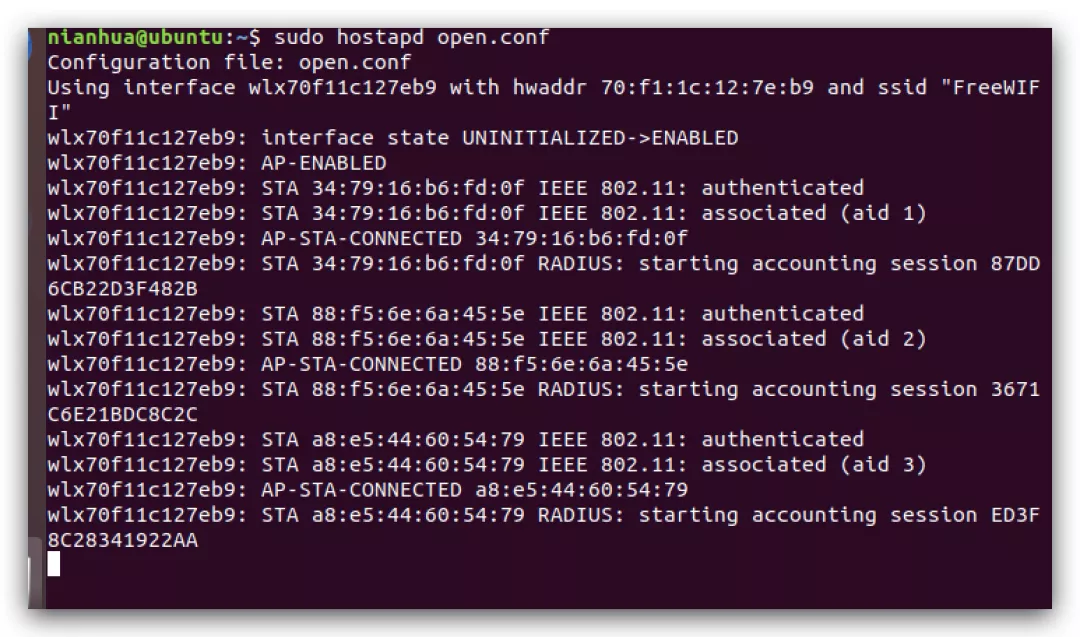 nianhua@ubuntu:~$ sudo hostapd open.conf
Configuration file: open.conf
Using interface wlx70f11c127eb9 with hwaddr 70:f1:1c:12:7e:b9 and ssid "FreeWIF
I"
wlx70f11c127eb9: interface state UNINITIALIZED->ENABLED
wlx70f11c127eb9: AP-ENABLED
wlx70f11c127eb9: STA 34:79:16:b6:fd:0f IEEE 802.11: authenticated
wlx70f11c127eb9: STA 34:79:16:b6:fd:0f IEEE 802.11: associated (aid 1)
wlx70f11c127eb9: AP-STA-CONNECTED 34:79:16:b6:fd:0f
wlx70f11c127eb9: STA 34:79:16:b6:fd:0f RADIUS: starting accounting session 87DD
6CB22D3F482B
wlx70f11c127eb9: STA 88:f5:6e:6a:45:5e IEEE 802.11: authenticated
wlx70f11c127eb9: STA 88:f5:6e:6a:45:5e IEEE 802.11: associated (aid 2)
wlx70f11c127eb9: AP-STA-CONNECTED 88:f5:6e:6a:45:5e
wlx70f11c127eb9: STA 88:f5:6e:6a:45:5e RADIUS: starting accounting session 3671
C6E21BDC8C2C
wlx70f11c127eb9: STA a8:e5:44:60:54:79 IEEE 802.11: authenticated
wlx70f11c127eb9: STA a8:e5:44:60:54:79 IEEE 802.11: associated (aid 3)
wlx70f11c127eb9: AP-STA-CONNECTED a8:e5:44:60:54:79
wlx70f11c127eb9: STA a8:e5:44:60:54:79 RADIUS: starting accounting session ED3F
8C28341922AA